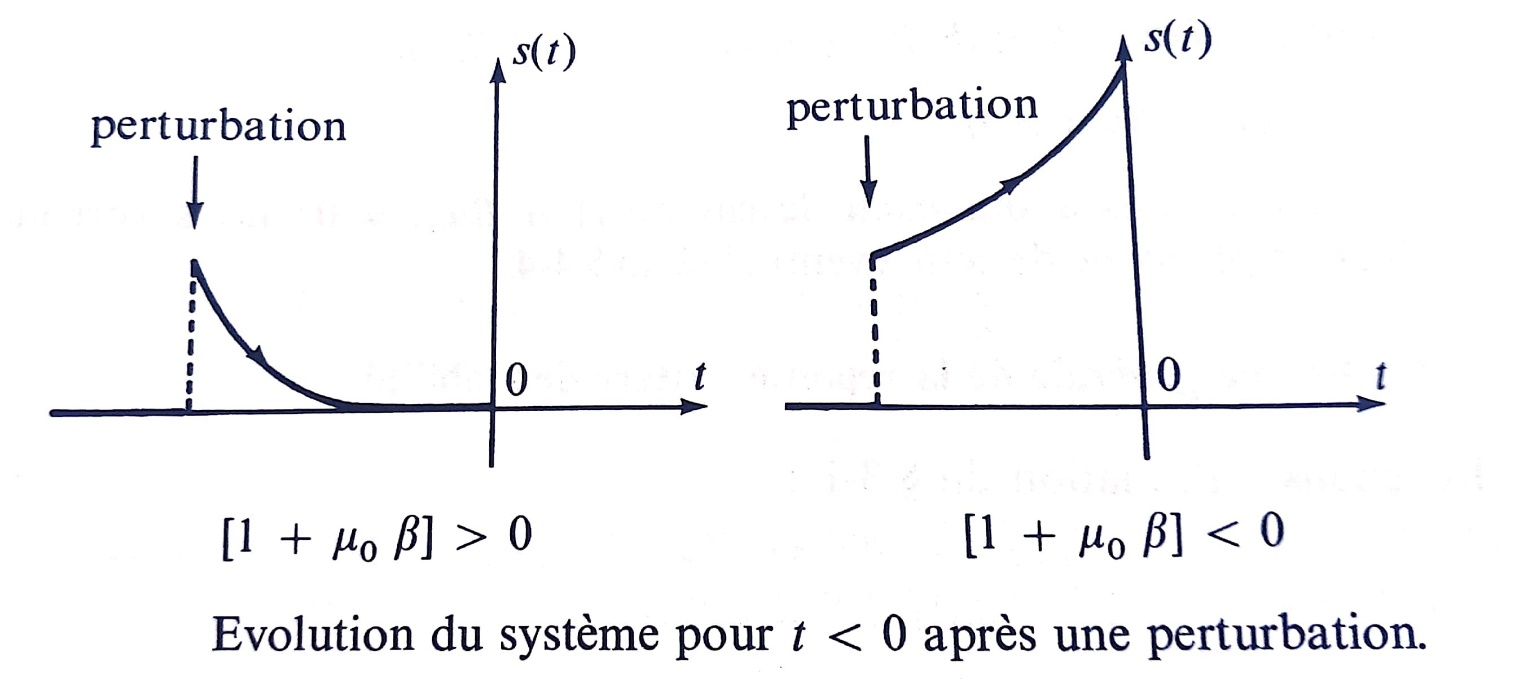 s(t)
perturbation
0
t
[1 + μ₀ β] > 0
s(t)
perturbation
0
t
[1 + μ₀ β] < 0
Evolution du système pour t < 0 après une perturbation.